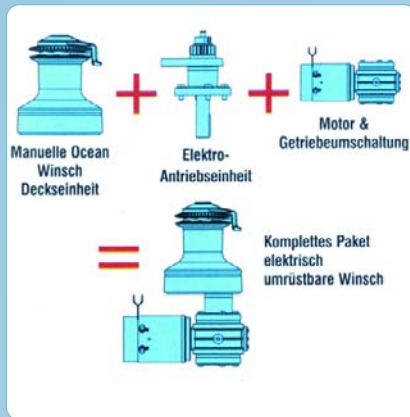 Manuelle Ocean
Winsch
Deckseinheit
Elektro-
Antriebseinheit
Motor &
Getriebeumschaltung
Komplettes Paket
elektrisch
umrüstbare Winsch